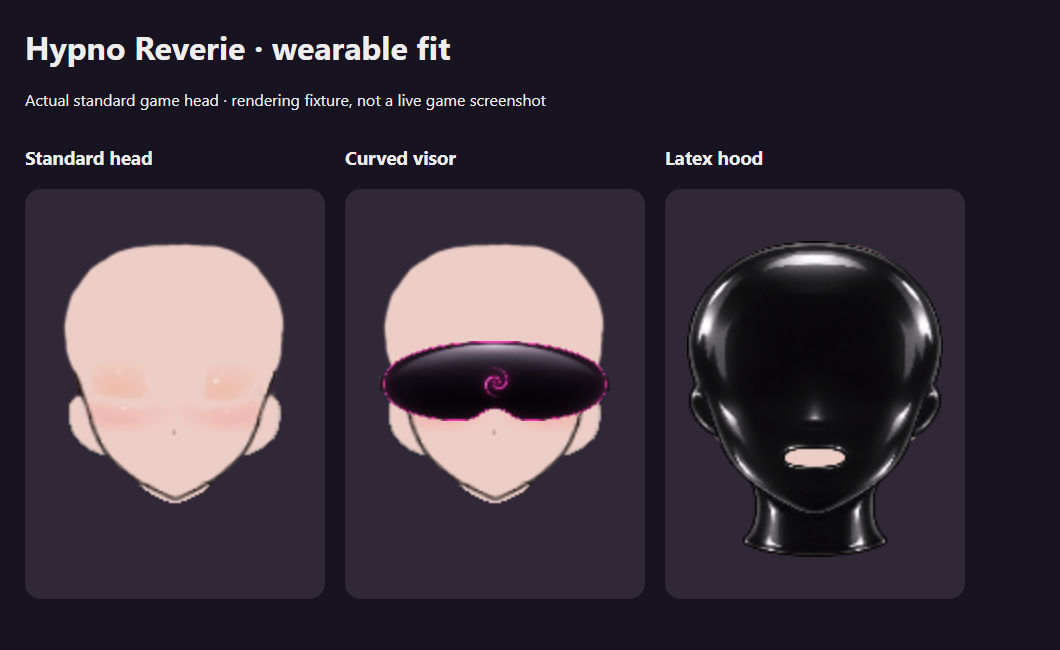 Hypno Reverie · wearable fit
Actual standard game head · rendering fixture, not a live game screenshot
Standard head
Curved visor
Latex hood